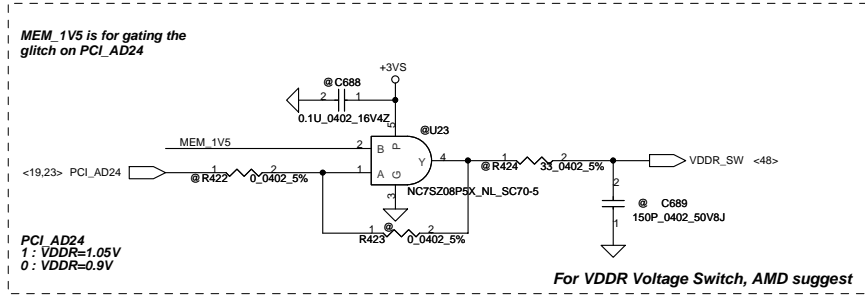 MEM_1V5 is for gating the
glitch on PCI_AD24
+3VS
@ C688
2 1
0.1U_0402_16V4Z
@U23
5
MEM_1V5
2 B P
Y 4
1 A G
3
NC7SZ08P5X_NL_SC70-5
<19,23> PCI_AD24
1 2
@ R422 0_0402_5%
1 2
@ R424 33_0402_5%
VDDR_SW <48>
2
@ C689
1
150P_0402_50V8J
1 @ 2
R423 0_0402_5%
PCI_AD24
1 : VDDR=1.05V
0 : VDDR=0.9V
For VDDR Voltage Switch, AMD suggest